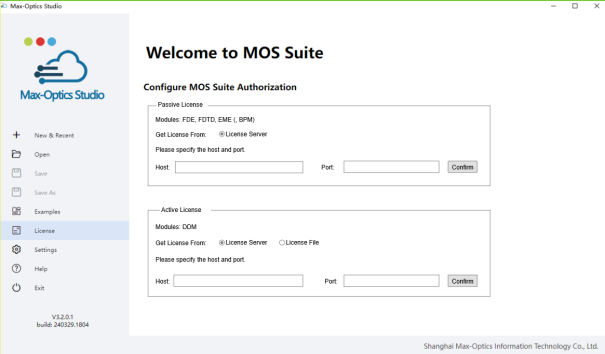 Max-Optics Studio
Max-Optics Studio
New & Recent
Open
Save
Save As
Examples
License
Settings
Help
Exit
V3.2.0.1
build: 240329.1804
Welcome to MOS Suite
Configure MOS Suite Authorization
Passive License
Modules: FDE, FDTD, EME (, BPM)
Get License From: License Server
Please specify the host and port.
Host: Port: Confirm
Active License
Modules: DDM
Get License From: License Server License File
Please specify the host and port.
Host: Port: Confirm
Shanghai Max-Optics Information Technology Co., Ltd.